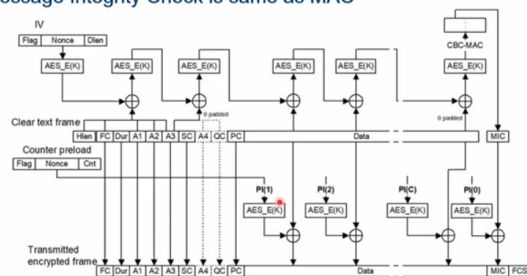 essage Integrity Check is same as MAC
IV
Flag Nonce Dlen
CBC-MAC
AES_E(K) AES_E(K) AES_E(K) AES_E(K) AES_E(K) AES_E(K)
0 padded 0 padded
Clear text frame
Hlen FC Dur A1 A2 A3 SC A4 QC PC Data MIC
Counter preload
Flag Nonce Cnt
PI(1) PI(2) PI(C) PI(0)
AES_E(K) AES_E(K) AES_E(K) AES_E(K)
Transmitted
encrypted frame
FC Dur A1 A2 A3 SC A4 QC PC Data MIC FCS